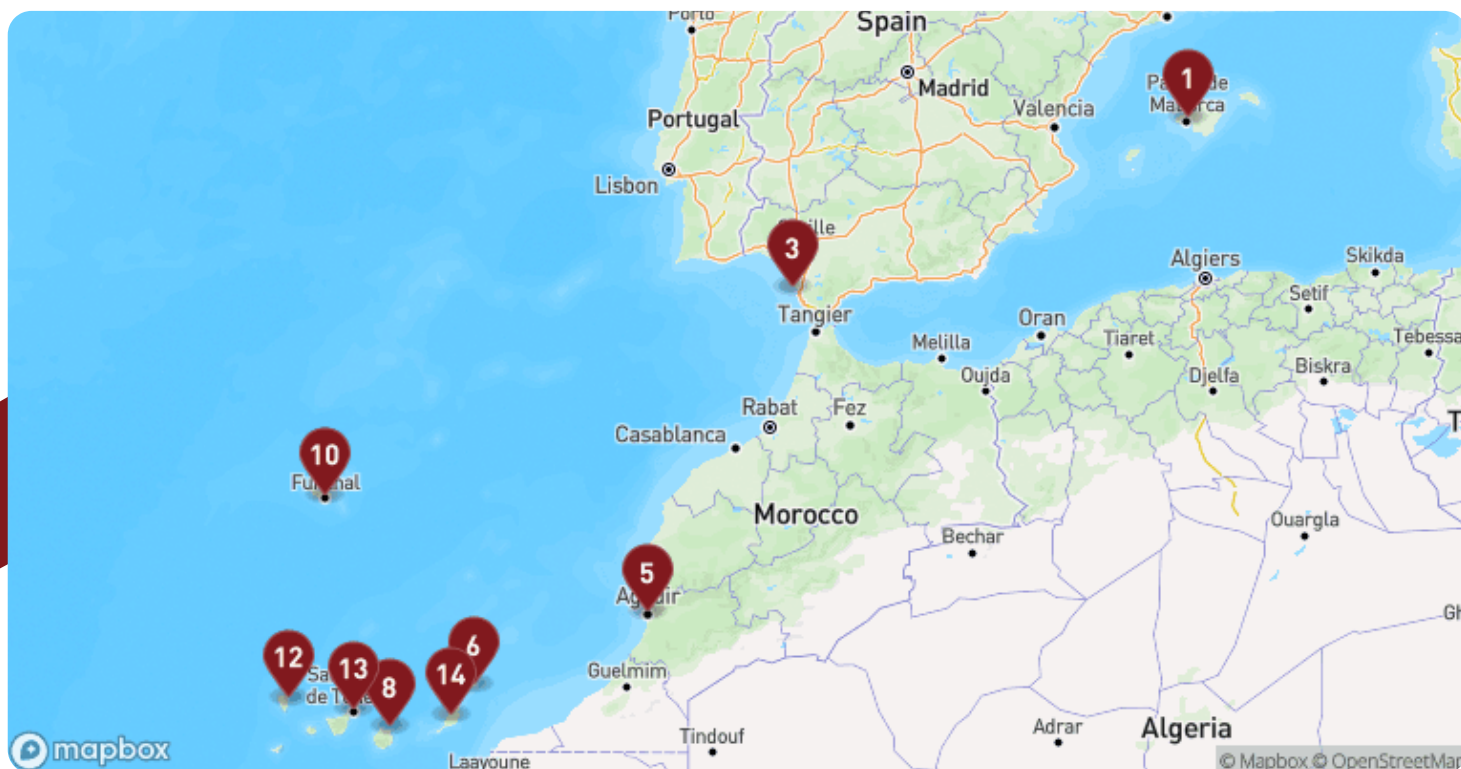 Porto
Spain
1
Madrid
Valencia
Portugal
Lisbon
3
Algiers
Skikda
Setif
Tangier
Oran
Tiaret
Melilla
Tebessa
Oujda
Djelfa
Biskra
Rabat
Fez
Casablanca
10
Morocco
Ouargla
Bechar
5
6
12
13
14
8
Guelmim
Tindouf
Adrar
Algeria
Laayoune
mapbox
© Mapbox © OpenStreetMap